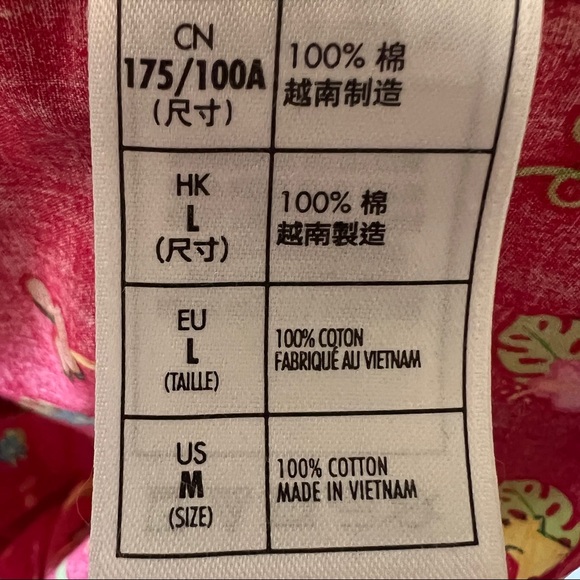 CN
175/100A
(尺寸)
100% 棉
越南制造
HK
L
(尺寸)
100% 棉
越南製造
EU
L
(TAILLE)
100% COTON
FABRIQUÉ AU VIETNAM
US
M
(SIZE)
100% COTTON
MADE IN VIETNAM